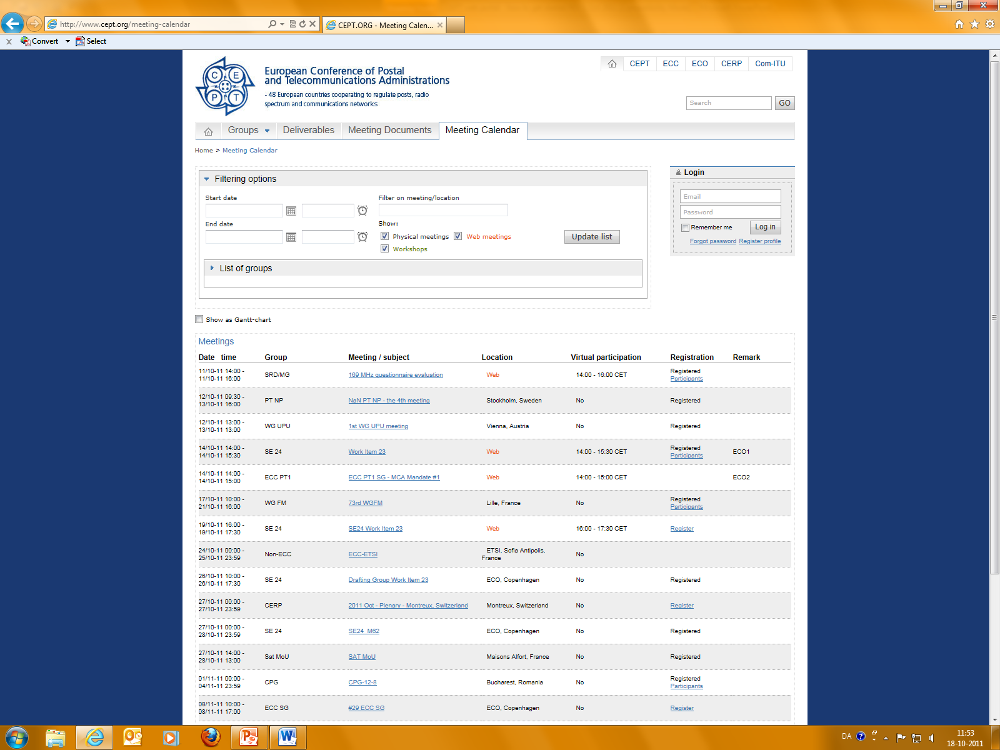 http://www.cept.org/meeting-calendar
CEPT.ORG - Meeting Calen...
x Convert Select
C E P T
European Conference of Postal
and Telecommunications Administrations
- 48 European countries cooperating to regulate posts, radio
spectrum and communications networks
CEPT ECC ECO CERP Com-ITU
Search GO
Groups Deliverables Meeting Documents Meeting Calendar
Home > Meeting Calendar
Filtering options
Start date
Filter on meeting/location
End date
Show:
Physical meetings Web meetings
Workshops
Update list
List of groups
Login
Email
Password
Remember me Log in
Forgot password Register profile
Show as Gantt-chart
Meetings
Date time Group Meeting / subject Location Virtual participation Registration Remark
11/10-11 14:00 -
11/10-11 16:00 SRD/MG 169 MHz questionnaire evaluation Web 14:00 - 16:00 CET Registered
Participants
12/10-11 09:30 -
13/10-11 16:00 PT NP NaN PT NP - the 4th meeting Stockholm, Sweden No Registered
12/10-11 13:00 -
13/10-11 13:00 WG UPU 1st WG UPU meeting Vienna, Austria No Registered
14/10-11 14:00 -
14/10-11 15:30 SE 24 Work Item 23 Web 14:00 - 15:30 CET Registered
Participants ECO1
14/10-11 14:00 -
14/10-11 15:00 ECC PT1 ECC PT1 SG - MCA Mandate #1 Web 14:00 - 15:00 CET ECO2
17/10-11 10:00 -
21/10-11 16:00 WG FM 73rd WGFM Lille, France No Registered
Participants
19/10-11 16:00 -
19/10-11 17:30 SE 24 SE24 Work Item 23 Web 16:00 - 17:30 CET Register
24/10-11 00:00 -
25/10-11 23:59 Non-ECC ECC-ETSI ETSI, Sofia Antipolis,
France No
26/10-11 10:00 -
26/10-11 17:30 SE 24 Drafting Group Work Item 23 ECO, Copenhagen No Registered
27/10-11 00:00 -
27/10-11 23:59 CERP 2011 Oct - Plenary - Montreux, Switzerland Montreux, Switzerland No Register
27/10-11 00:00 -
28/10-11 23:59 SE 24 SE24_M62 ECO, Copenhagen No Registered
27/10-11 14:00 -
28/10-11 13:00 Sat MoU SAT MoU Maisons Alfort, France No Registered
01/11-11 00:00 -
04/11-11 23:59 CPG CPG-12-8 Bucharest, Romania No Registered
Participants
08/11-11 10:00 -
08/11-11 17:00 ECC SG #29 ECC SG ECO, Copenhagen No Register
DA
11:53
18-10-2011